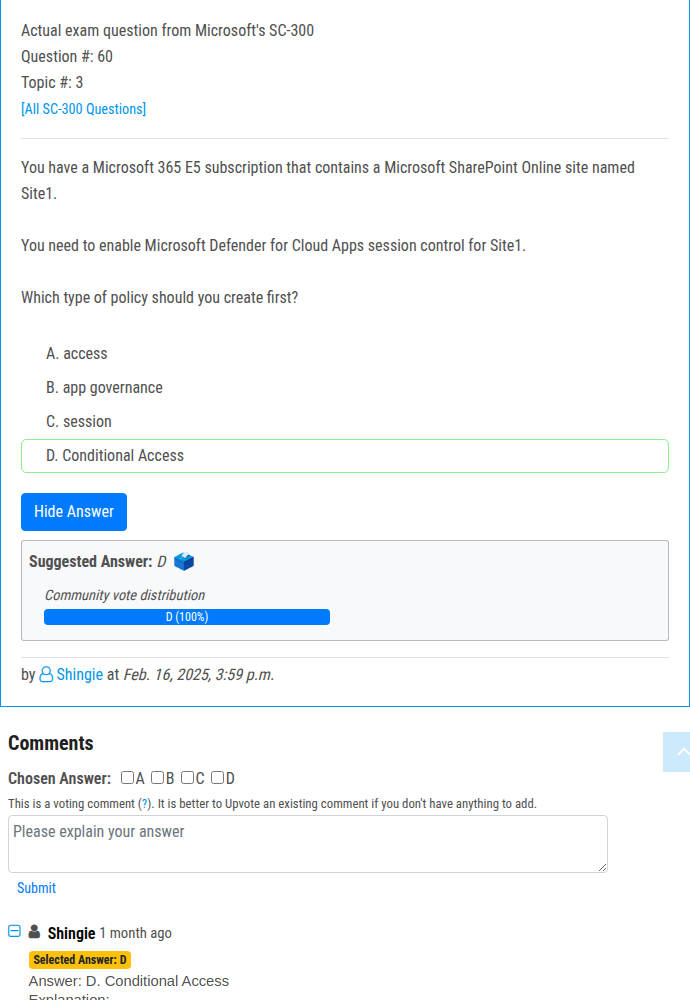 Actual exam question from Microsoft's SC-300
Question #: 60
Topic #: 3
[All SC-300 Questions]
You have a Microsoft 365 E5 subscription that contains a Microsoft SharePoint Online site named
Site1.
You need to enable Microsoft Defender for Cloud Apps session control for Site1.
Which type of policy should you create first?
A. access
B. app governance
C. session
D. Conditional Access
Hide Answer
Suggested Answer: D
Community vote distribution
D (100%)
by Shingie at Feb. 16, 2025, 3:59 p.m.
Comments
Chosen Answer: A B C D
This is a voting comment (?). It is better to Upvote an existing comment if you don't have anything to add.
Please explain your answer
Submit
Shingie 1 month ago
Selected Answer: D
Answer: D. Conditional Access
Explanation: